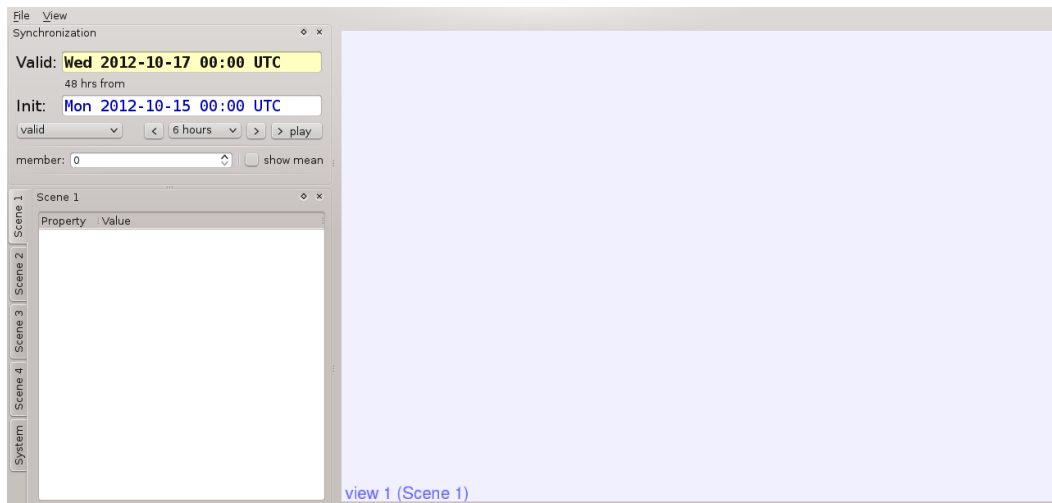 File View
Synchronization
Valid: Wed 2012-10-17 00:00 UTC
48 hrs from
Init: Mon 2012-10-15 00:00 UTC
valid < 6 hours > > play
member: 0 show mean
Scene 1
Scene 2
Scene 3
Scene 4
System
Scene 1
Property Value
view 1 (Scene 1)